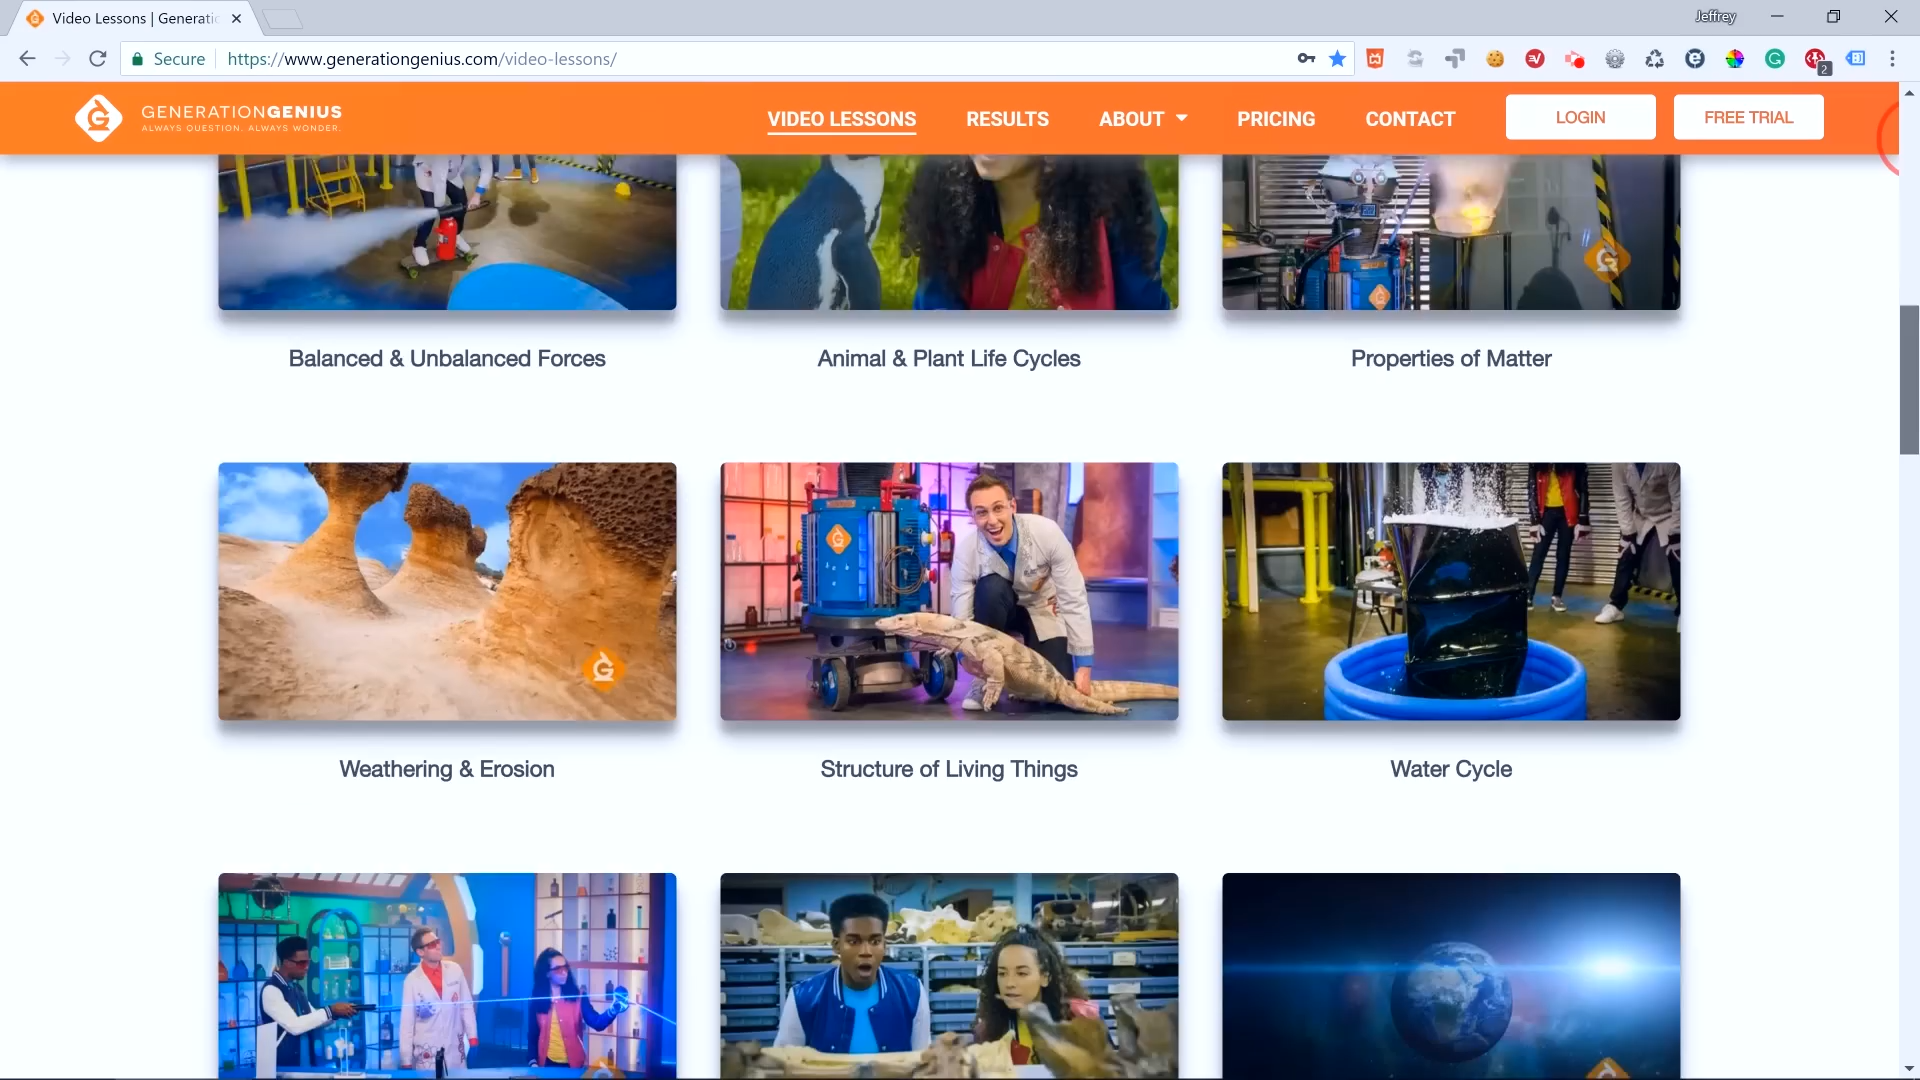 Video Lessons | Generatio
Jeffrey
Secure
https://www.generationgenius.com/video-lessons/
2
GENERATIONGENIUS
ALWAYS QUESTION. ALWAYS WONDER.
VIDEO LESSONS
RESULTS
ABOUT
PRICING
CONTACT
LOGIN
FREE TRIAL
Balanced & Unbalanced Forces
Animal & Plant Life Cycles
Properties of Matter
Weathering & Erosion
Structure of Living Things
Water Cycle